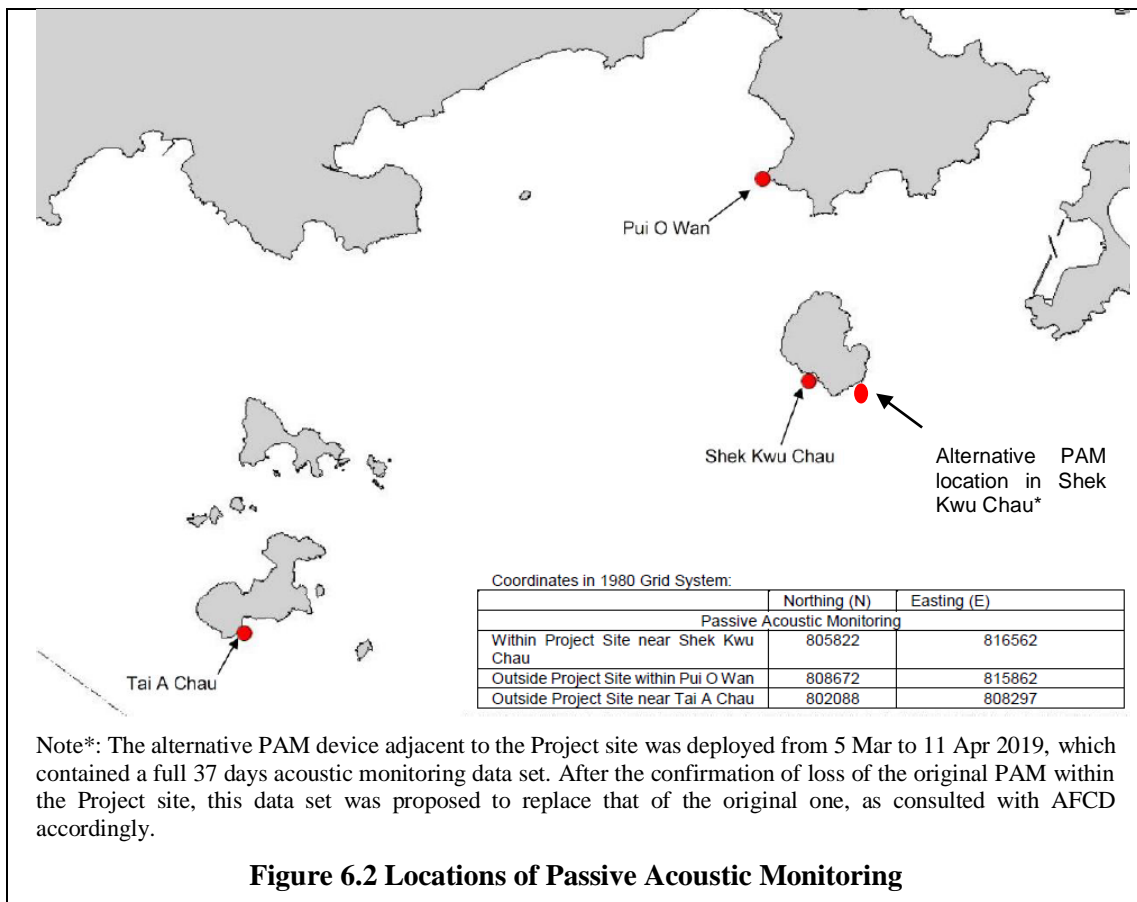 Pui O Wan
Shek Kwu Chau
Alternative PAM
location in Shek
Kwu Chau*
Tai A Chau
Coordinates in 1980 Grid System:
Northing (N) Easting (E)
Passive Acoustic Monitoring
Within Project Site near Shek Kwu 805822 816562
Chau
Outside Project Site within Pui O Wan 808672 815862
Outside Project Site near Tai A Chau 802088 808297
Note*: The alternative PAM device adjacent to the Project site was deployed from 5 Mar to 11 Apr 2019, which
contained a full 37 days acoustic monitoring data set. After the confirmation of loss of the original PAM within
the Project site, this data set was proposed to replace that of the original one, as consulted with AFCD
accordingly.
Figure 6.2 Locations of Passive Acoustic Monitoring